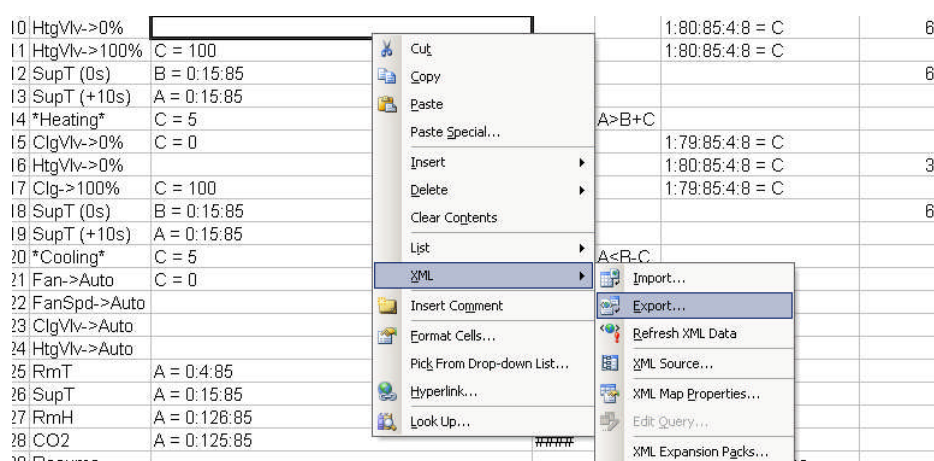 10 HtgVlv->0% 1:80:85:4:8 = C 6
11 HtgVlv->100% C = 100 1:80:85:4:8 = C
12 SupT (0s) B = 0:15:85 6
13 SupT (+10s) A = 0:15:85
14 *Heating* C = 5 A>B+C
15 ClgVlv->0% C = 0 1:79:85:4:8 = C
16 HtgVlv->0% 1:80:85:4:8 = C 3
17 Clg->100% C = 100 1:79:85:4:8 = C
18 SupT (0s) B = 0:15:85 6
19 SupT (+10s) A = 0:15:85
20 *Cooling* C = 5 A<B-C
21 Fan->Auto C = 0
22 FanSpd->Auto
23 ClgVlv->Auto
24 HtgVlv->Auto
25 RmT A = 0:4:85
26 SupT A = 0:15:85
27 RmH A = 0:126:85
28 CO2 A = 0:125:85 ####
Cut
Copy
Paste
Paste Special...
Insert
Delete
Clear Contents
List
XML
Insert Comment
Format Cells...
Pick From Drop-down List...
Hyperlink...
Look Up...
Import...
Export...
Refresh XML Data
XML Source...
XML Map Properties...
Edit Query...
XML Expansion Packs...